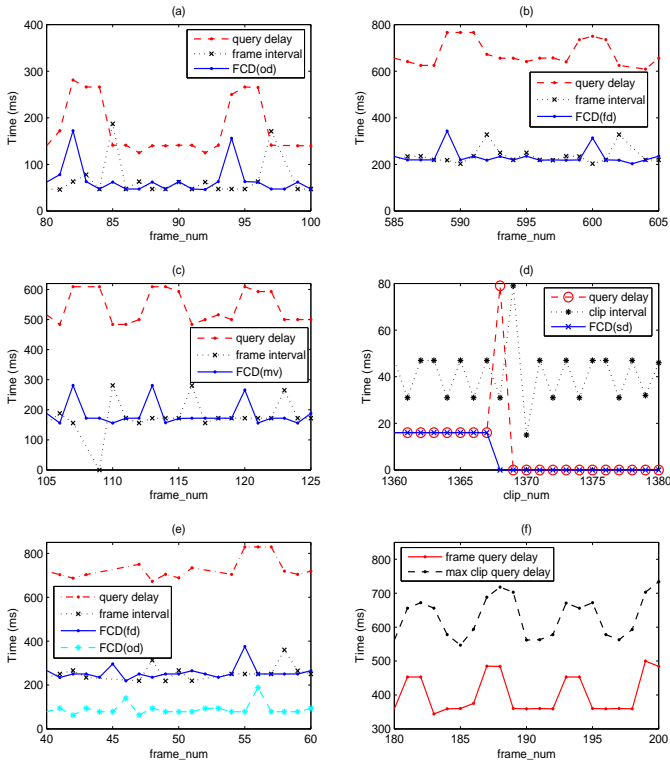 (a)
400
300
200
100
0
Time (ms)
80
85
90
95
100
frame_num
query delay
frame interval
FCD(od)
(b)
800
600
400
200
0
Time (ms)
585
590
595
600
605
frame_num
query delay
frame interval
FCD(fd)
(c)
600
500
400
300
200
100
0
Time (ms)
105
110
115
120
125
frame_num
query delay
frame interval
FCD(mv)
(d)
80
60
40
20
0
Time (ms)
1360
1365
1370
1375
1380
clip_num
query delay
clip interval
FCD(sd)
(e)
800
600
400
200
0
Time (ms)
40
45
50
55
60
frame_num
query delay
frame interval
FCD(fd)
FCD(od)
(f)
850
800
700
600
500
400
300
Time (ms)
180
185
190
195
200
frame_num
frame query delay
max clip query delay